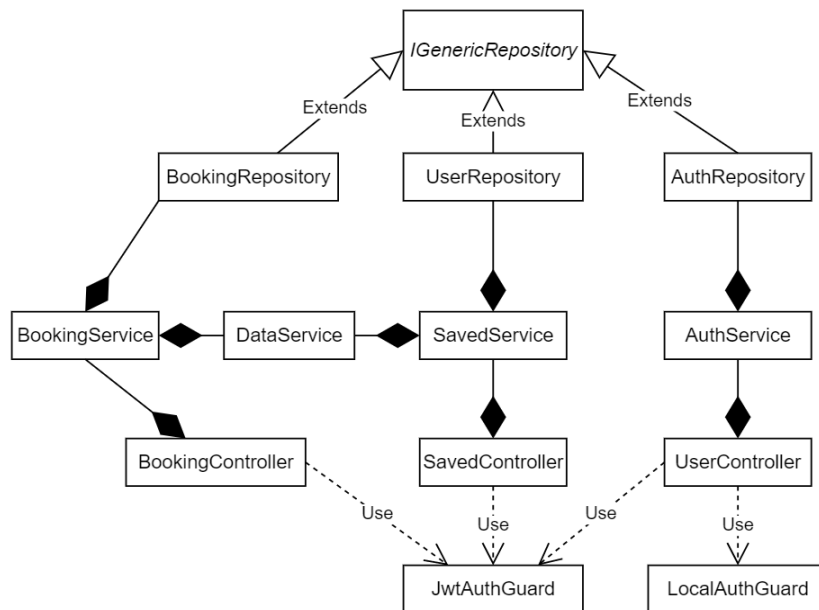 IGenericRepository
Extends
Extends
Extends
BookingRepository
UserRepository
AuthRepository
BookingService
DataService
SavedService
AuthService
BookingController
SavedController
UserController
Use
Use
Use
Use
JwtAuthGuard
LocalAuthGuard